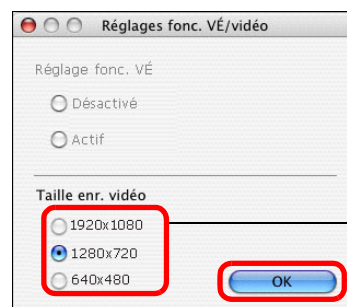 Réglages fonc. VÉ/vidéo
Réglage fonc. VÉ
Désactivé
Actif
Taille enr. vidéo
1920x1080
1280x720
640x480
OK